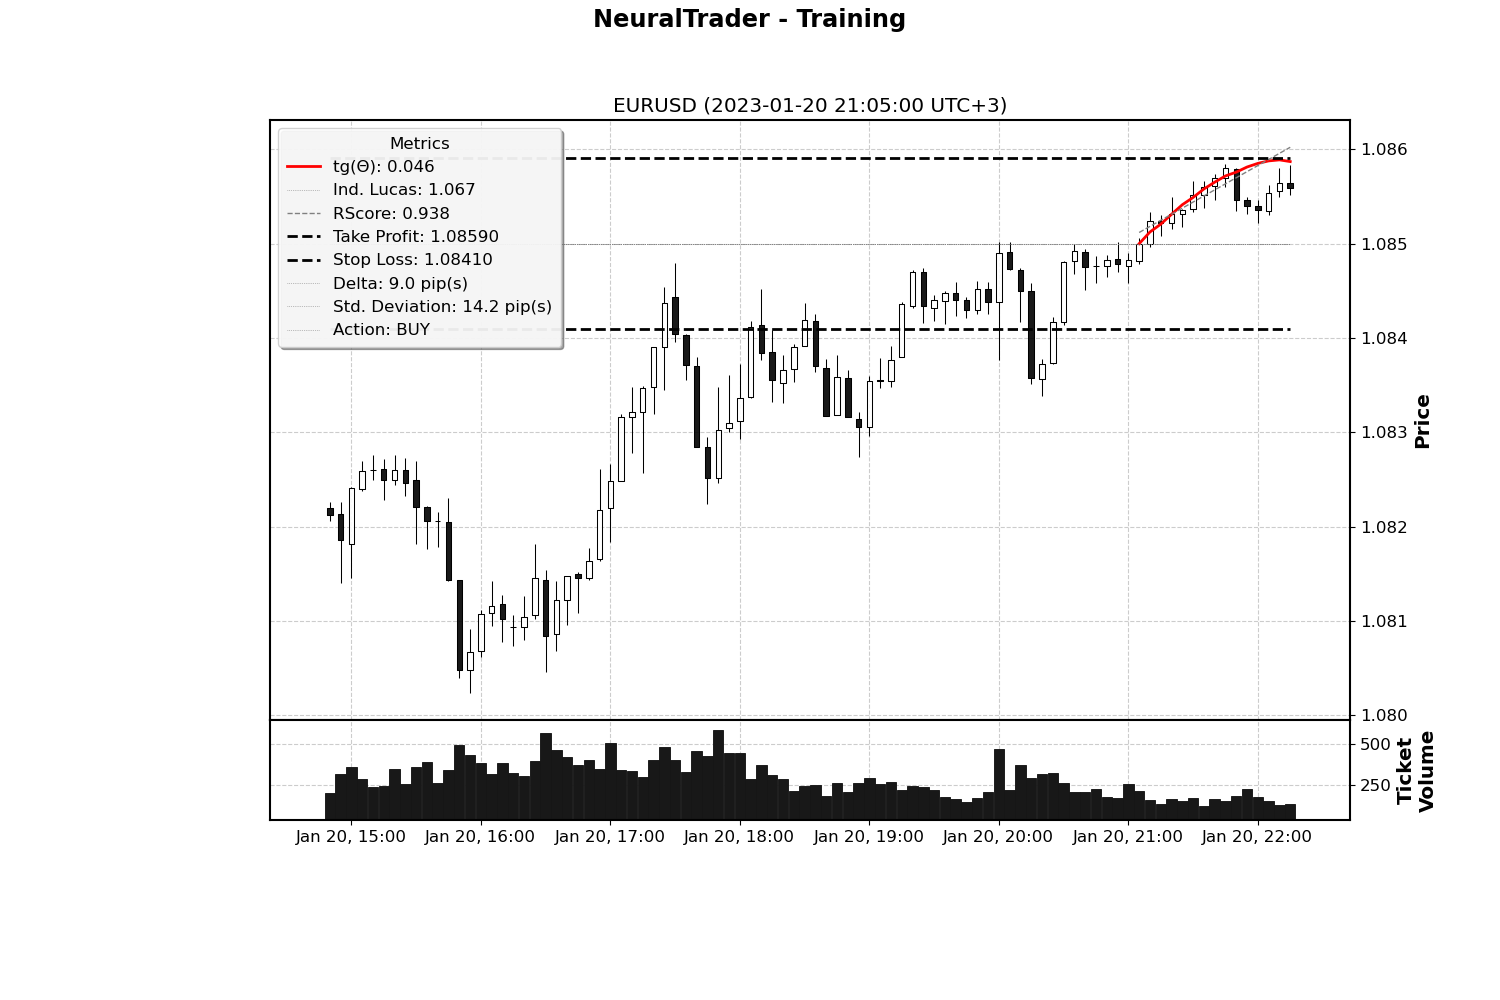 NeuralTrader - Training
EURUSD (2023-01-20 21:05:00 UTC+3)
Metrics
tg(Θ): 0.046
Ind. Lucas: 1.067
RScore: 0.938
Take Profit: 1.08590
Stop Loss: 1.08410
Delta: 9.0 pip(s)
Std. Deviation: 14.2 pip(s)
Action: BUY
1.086
1.085
1.084
1.083
1.082
1.081
1.080
Price
500
250
Ticket
Volume
Jan 20, 15:00
Jan 20, 16:00
Jan 20, 17:00
Jan 20, 18:00
Jan 20, 19:00
Jan 20, 20:00
Jan 20, 21:00
Jan 20, 22:00